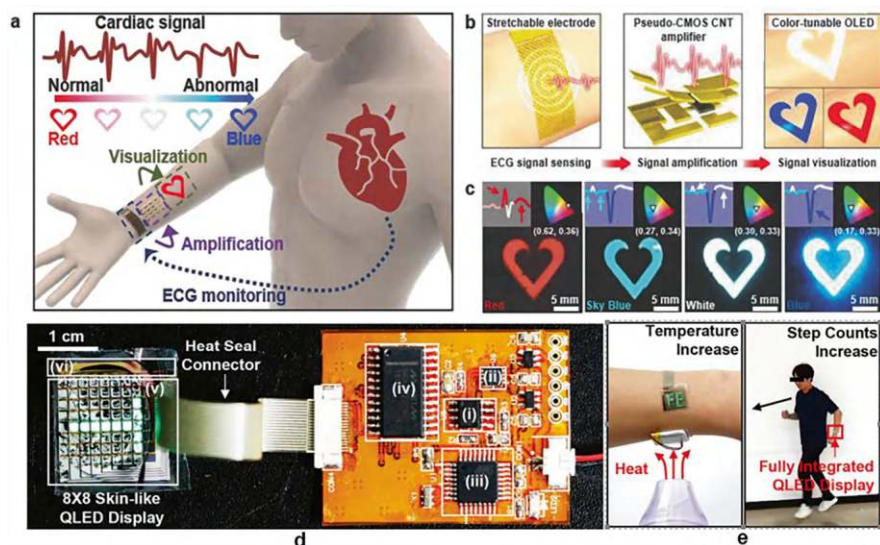 a
Cardiac signal
Normal
Abnormal
Red
Blue
Visualization
Amplification
ECG monitoring
b
Stretchable electrode
Pseudo-CMOS CNT
amplifier
Color-tunable OLED
ECG signal sensing
Signal amplification
Signal visualization
c
(0.62, 0.36)
(0.27, 0.34)
(0.30, 0.33)
(0.17, 0.33)
Red
5 mm
Sky Blue
5 mm
White
5 mm
Blue
5 mm
1 cm
(vi)
(v)
Heat Seal
Connector
(iv)
(ii)
(i)
(iii)
8X8 Skin-like
QLED Display
d
Temperature
Increase
FE
Heat
Step Counts
Increase
Fully Integrated
QLED Display
e